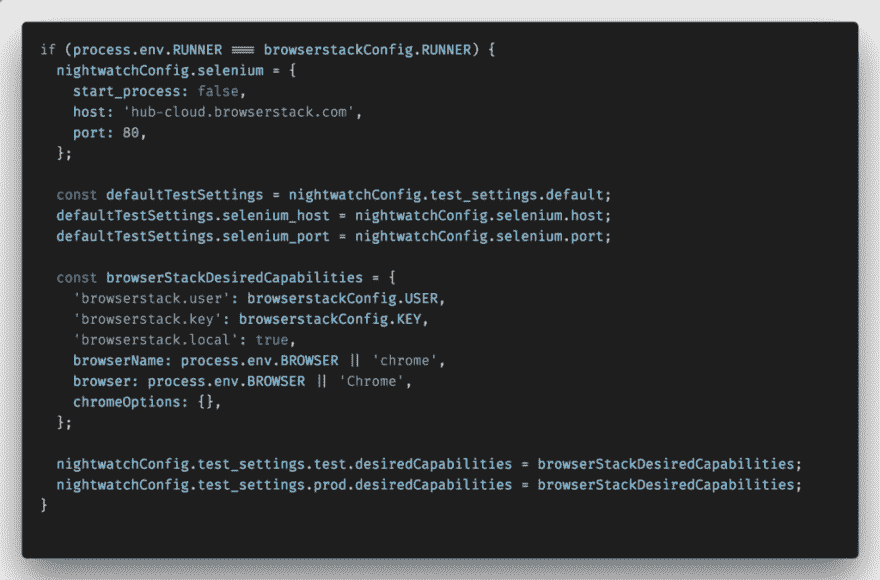 if (process.env.RUNNER === browserstackConfig.RUNNER) {
  nightwatchConfig.selenium = {
    start_process: false,
    host: 'hub-cloud.browserstack.com',
    port: 80,
  };

  const defaultTestSettings = nightwatchConfig.test_settings.default;
  defaultTestSettings.selenium_host = nightwatchConfig.selenium.host;
  defaultTestSettings.selenium_port = nightwatchConfig.selenium.port;

  const browserStackDesiredCapabilities = {
    'browserstack.user': browserstackConfig.USER,
    'browserstack.key': browserstackConfig.KEY,
    'browserstack.local': true,
    browserName: process.env.BROWSER || 'chrome',
    browser: process.env.BROWSER || 'Chrome',
    chromeOptions: {},
  };

  nightwatchConfig.test_settings.test.desiredCapabilities = browserStackDesiredCapabilities;
  nightwatchConfig.test_settings.prod.desiredCapabilities = browserStackDesiredCapabilities;
}